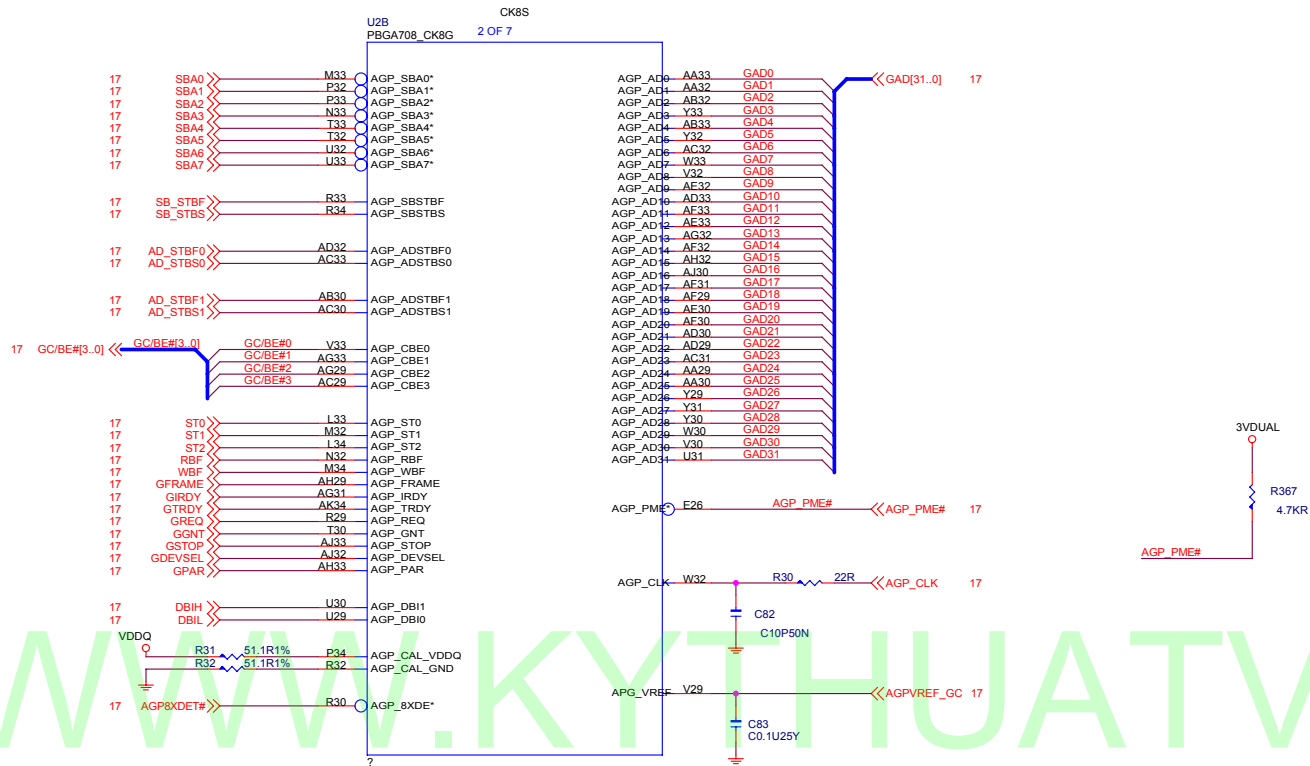 CK8S
U2B
PBGA708_CK8G 2 OF 7
17 SBA0 M33 AGP_SBA0*
17 SBA1 P32 AGP_SBA1*
17 SBA2 P33 AGP_SBA2*
17 SBA3 N33 AGP_SBA3*
17 SBA4 T33 AGP_SBA4*
17 SBA5 T32 AGP_SBA5*
17 SBA6 U32 AGP_SBA6*
17 SBA7 U33 AGP_SBA7*
17 SB_STBF R33 AGP_SBSTBF
17 SB_STBS R34 AGP_SBSTBS
17 AD_STBF0 AD32 AGP_ADSTBF0
17 AD_STBS0 AC33 AGP_ADSTBS0
17 AD_STBF1 AB30 AGP_ADSTBF1
17 AD_STBS1 AC30 AGP_ADSTBS1
17 GC/BE#[3..0] GC/BE#[3..0] GC/BE#0 V33 AGP_CBE0
GC/BE#1 AG33 AGP_CBE1
GC/BE#2 AG29 AGP_CBE2
GC/BE#3 AC29 AGP_CBE3
17 ST0 L33 AGP_ST0
17 ST1 M32 AGP_ST1
17 ST2 L34 AGP_ST2
17 RBF N32 AGP_RBF
17 WBF M34 AGP_WBF
17 GFRAME AH29 AGP_FRAME
17 GIRDY AG31 AGP_IRDY
17 GTRDY AK34 AGP_TRDY
17 GREQ R29 AGP_REQ
17 GGNT T30 AGP_GNT
17 GSTOP AJ33 AGP_STOP
17 GDEVSEL AJ32 AGP_DEVSEL
17 GPAR AH33 AGP_PAR
17 DBIH U30 AGP_DBI1
17 DBIL U29 AGP_DBI0
VDDQ
R31 51.1R1% P34 AGP_CAL_VDDQ
R32 51.1R1% R32 AGP_CAL_GND
17 AGP8XDET# R30 AGP_8XDE*
?
AGP_AD0 AA33 GAD0 GAD[31..0] 17
AGP_AD1 AA32 GAD1
AGP_AD2 AB32 GAD2
AGP_AD3 Y33 GAD3
AGP_AD4 AB33 GAD4
AGP_AD5 Y32 GAD5
AGP_AD6 AC32 GAD6
AGP_AD7 W33 GAD7
AGP_AD8 V32 GAD8
AGP_AD9 AE32 GAD9
AGP_AD10 AD33 GAD10
AGP_AD11 AF33 GAD11
AGP_AD12 AE33 GAD12
AGP_AD13 AG32 GAD13
AGP_AD14 AF32 GAD14
AGP_AD15 AH32 GAD15
AGP_AD16 AJ30 GAD16
AGP_AD17 AF31 GAD17
AGP_AD18 AF29 GAD18
AGP_AD19 AE30 GAD19
AGP_AD20 AF30 GAD20
AGP_AD21 AD30 GAD21
AGP_AD22 AD29 GAD22
AGP_AD23 AC31 GAD23
AGP_AD24 AA29 GAD24
AGP_AD25 AA30 GAD25
AGP_AD26 Y29 GAD26
AGP_AD27 Y31 GAD27
AGP_AD28 Y30 GAD28
AGP_AD29 W30 GAD29
AGP_AD30 V30 GAD30
AGP_AD31 U31 GAD31
AGP_PME* E26 AGP_PME# AGP_PME# 17
AGP_CLK W32 R30 22R AGP_CLK 17
C82
C10P50N
APG_VREF V29 AGPVREF_GC 17
C83
C0.1U25Y
3VDUAL
R367
4.7KR
AGP_PME#
WWW.KYTHUATV